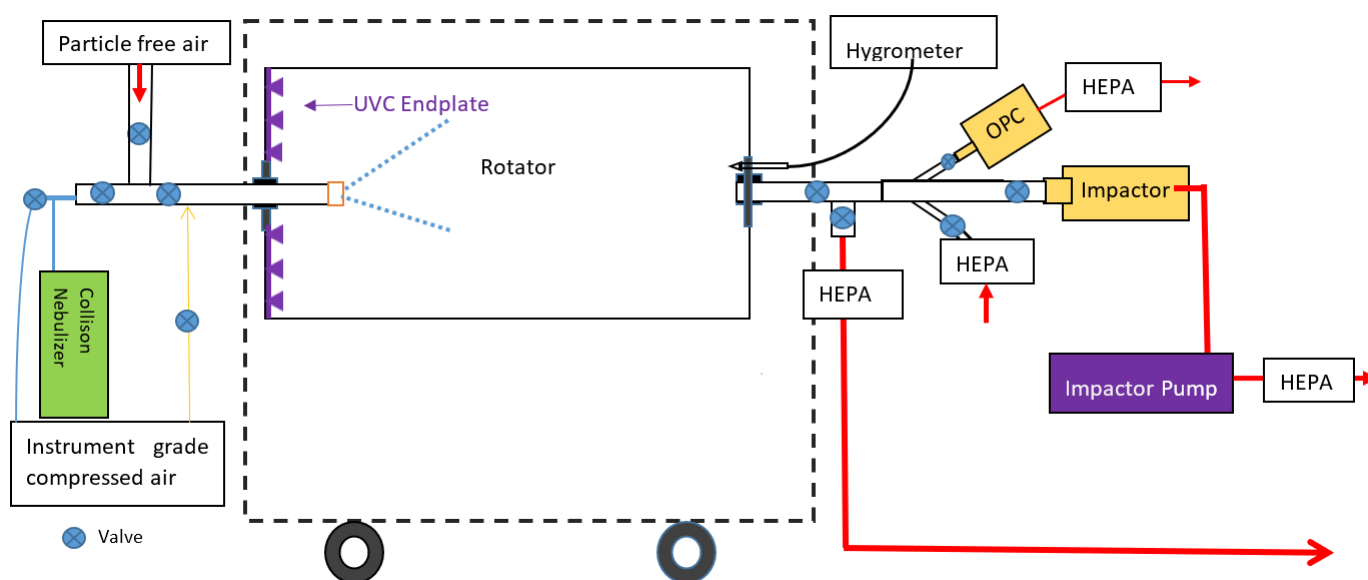 Particle free air
Hygrometer
HEPA
UVC Endplate
OPC
Rotator
Impactor
HEPA
Collison
Nebulizer
HEPA
Impactor Pump
HEPA
Instrument grade
compressed air
Valve